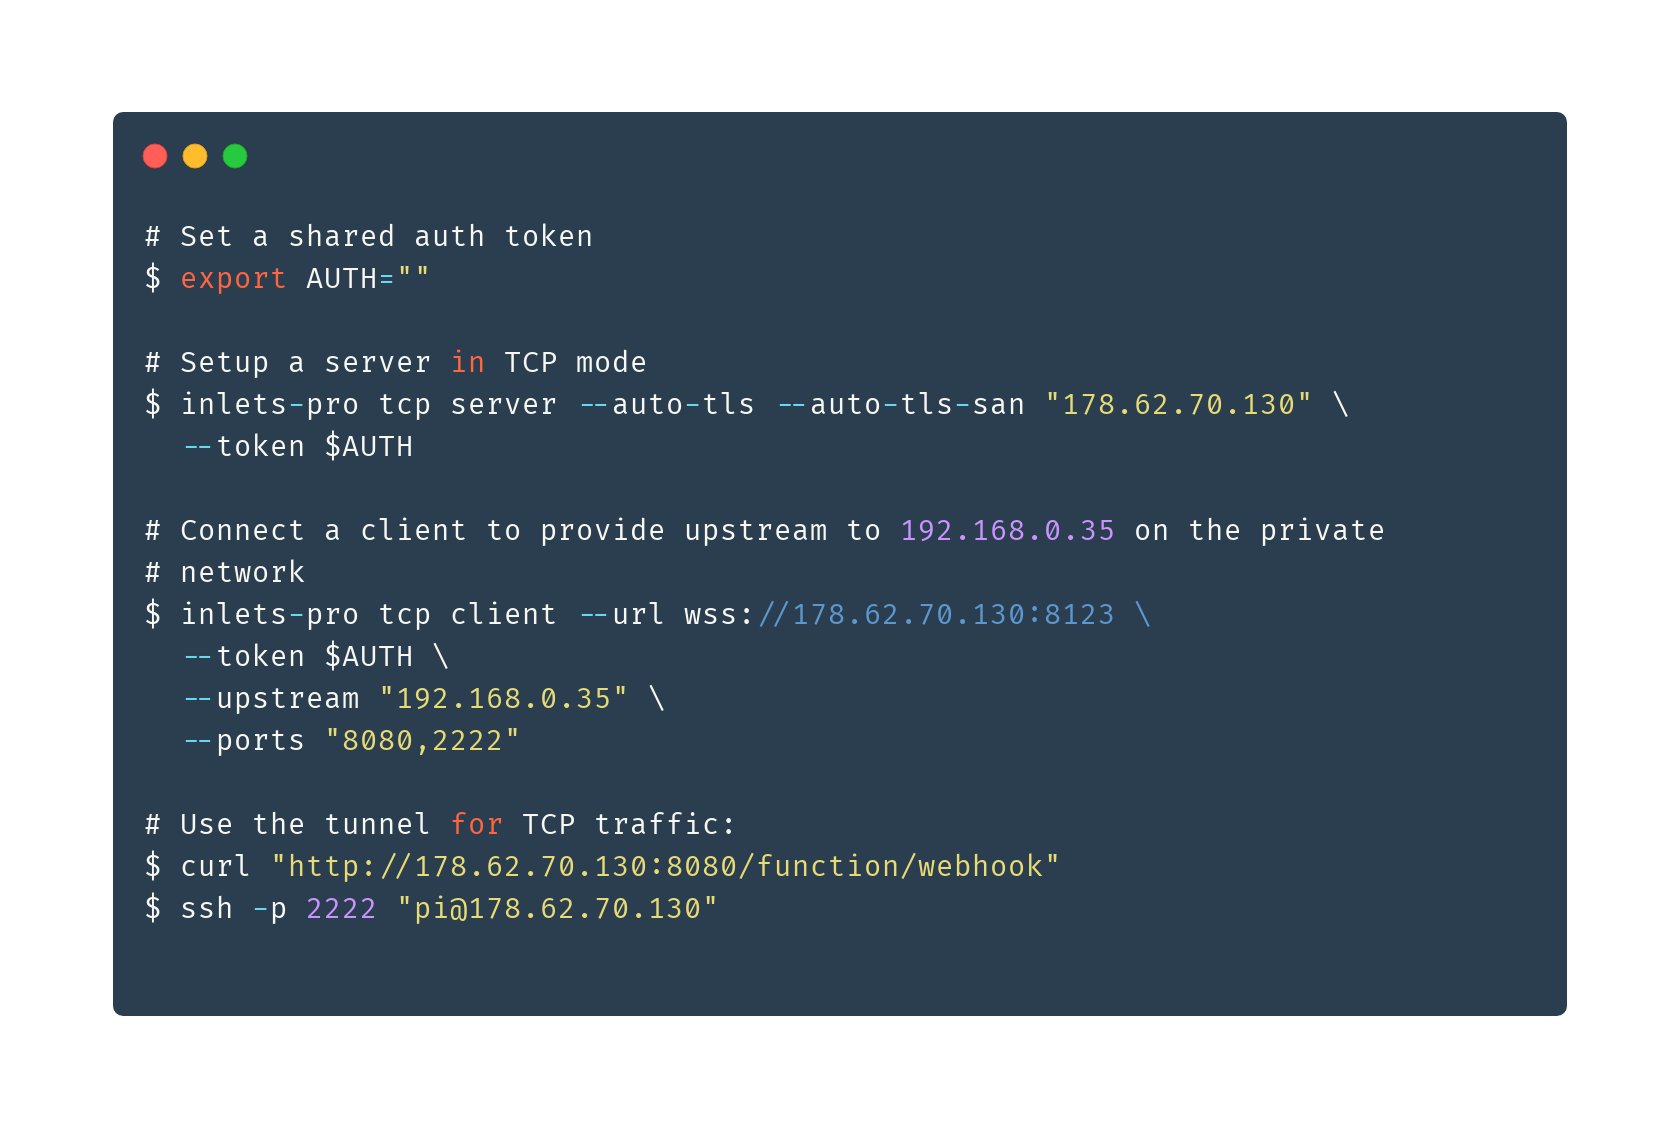 # Set a shared auth token
$ export AUTH=""
# Setup a server in TCP mode
$ inlets-pro tcp server --auto-tls --auto-tls-san "178.62.70.130" \
--token $AUTH
# Connect a client to provide upstream to 192.168.0.35 on the private
# network
$ inlets-pro tcp client --url wss://178.62.70.130:8123 \
--token $AUTH \
--upstream "192.168.0.35" \
--ports "8080,2222"
# Use the tunnel for TCP traffic:
$ curl "http://178.62.70.130:8080/function/webhook"
$ ssh -p 2222 "pi@178.62.70.130"